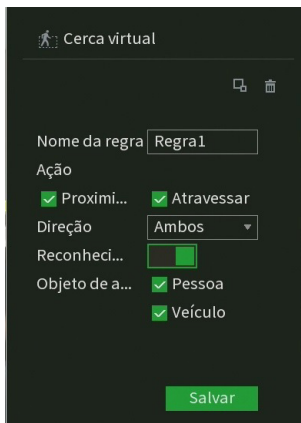 Cerca virtual
Nome da regra Regra1
Ação
Proximi... Atravessar
Direção Ambos
Reconheci...
Objeto de a... Pessoa
Veículo
Salvar